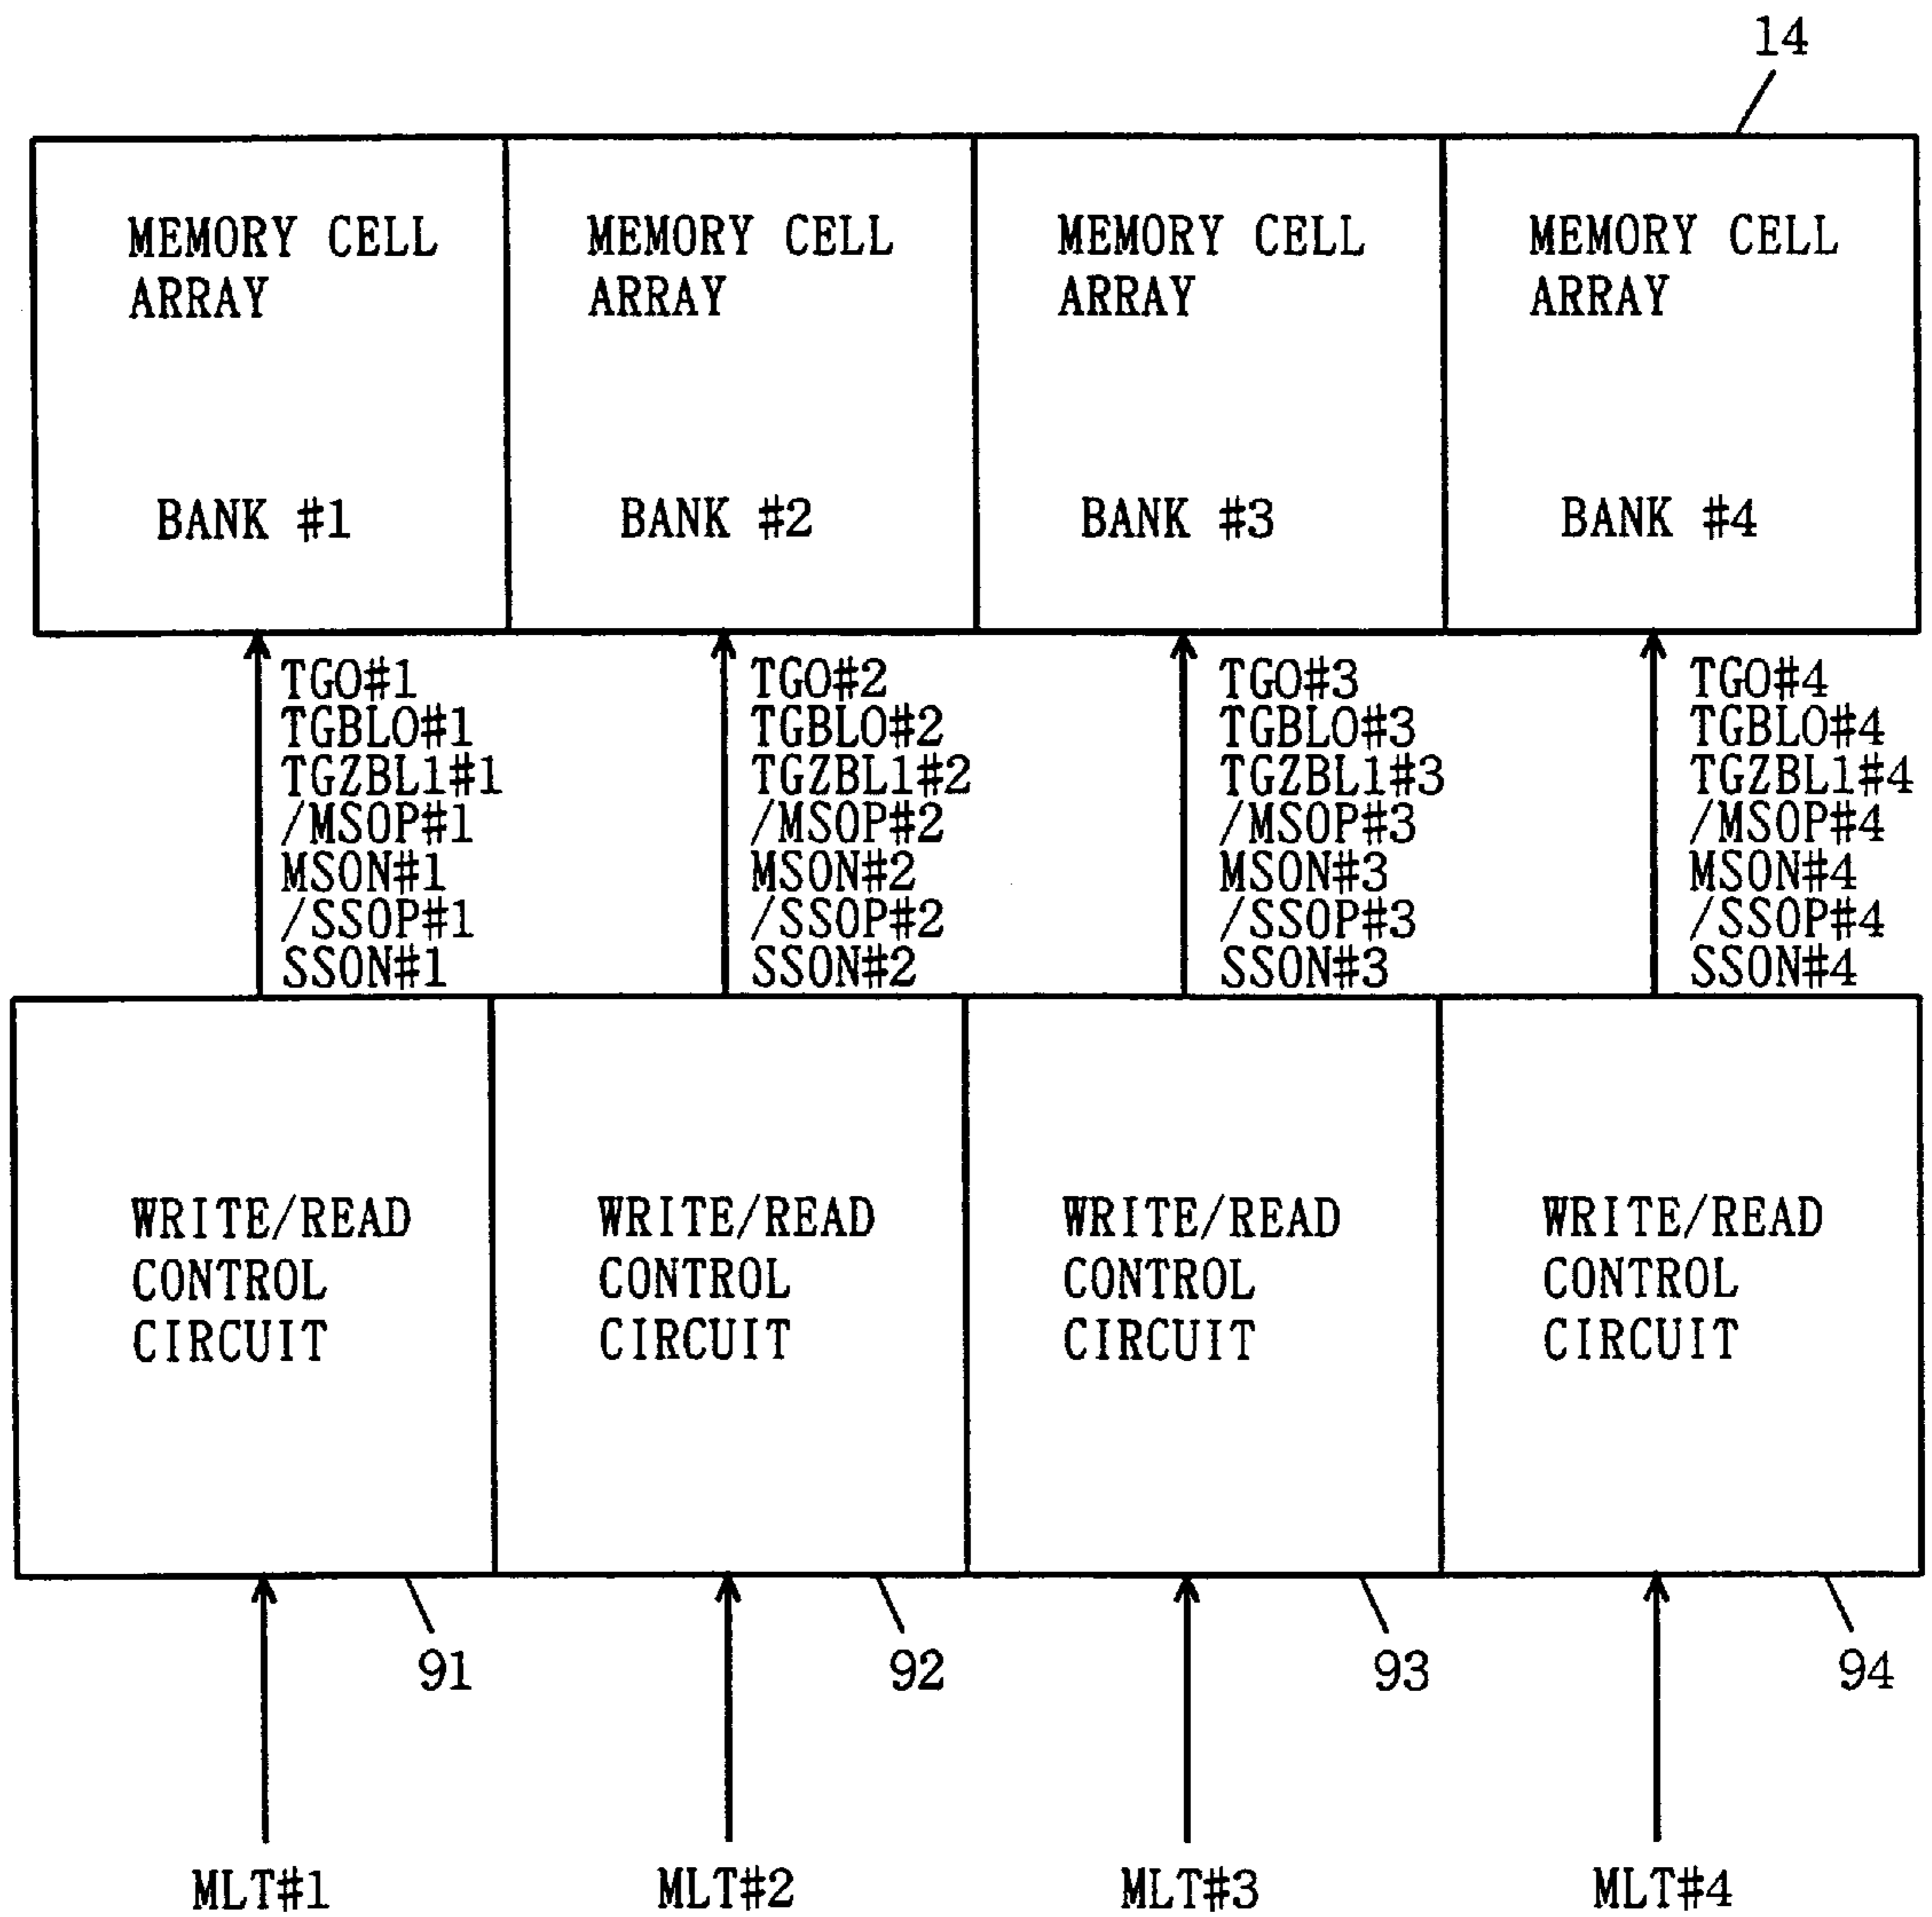 14
MEMORY CELL
ARRAY
BANK #1
MEMORY CELL
ARRAY
BANK #2
MEMORY CELL
ARRAY
BANK #3
MEMORY CELL
ARRAY
BANK #4
TGO#1
TGBLO#1
TGZBL1#1
/MSOP#1
MSON#1
/SSOP#1
SSON#1
TGO#2
TGBLO#2
TGZBL1#2
/MSOP#2
MSON#2
/SSOP#2
SSON#2
TGO#3
TGBLO#3
TGZBL1#3
/MSOP#3
MSON#3
/SSOP#3
SSON#3
TGO#4
TGBLO#4
TGZBL1#4
/MSOP#4
MSON#4
/SSOP#4
SSON#4
WRITE/READ
CONTROL
CIRCUIT
WRITE/READ
CONTROL
CIRCUIT
WRITE/READ
CONTROL
CIRCUIT
WRITE/READ
CONTROL
CIRCUIT
91
92
93
94
MLT#1
MLT#2
MLT#3
MLT#4